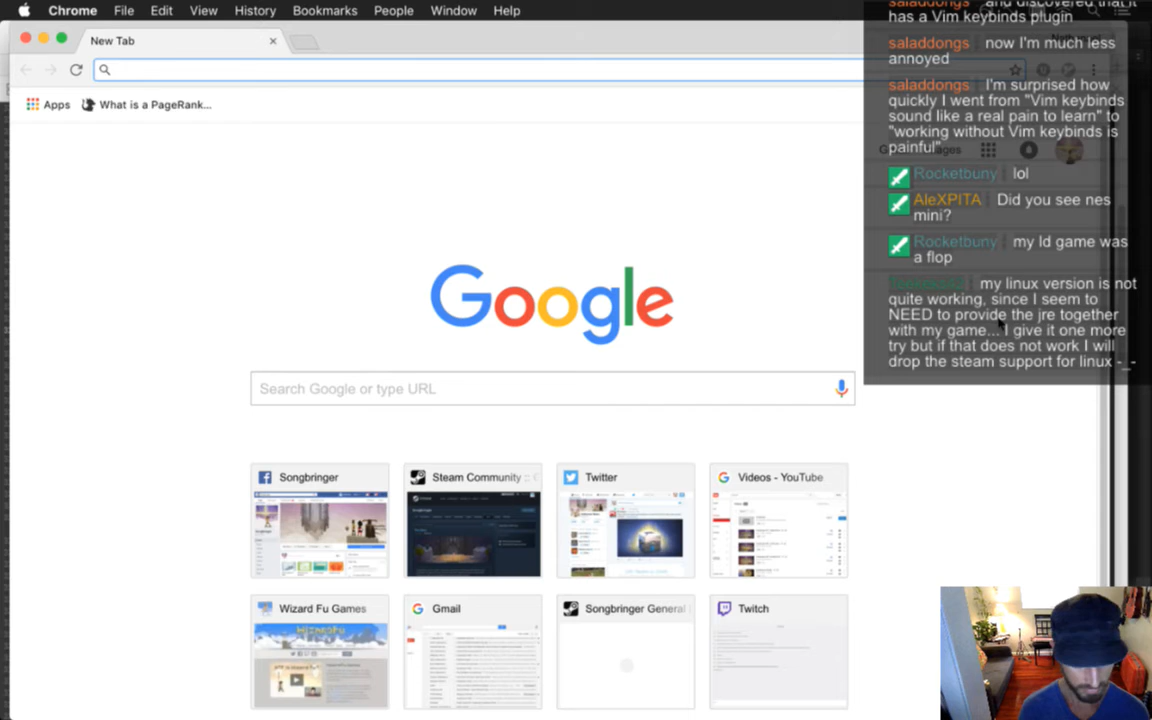 Chrome File Edit View History Bookmarks People Window Help
New Tab
Apps What is a PageRank...
has a Vim keybinds plugin
saladdongs now I'm much less
annoyed
saladdongs I'm surprised how
quickly I went from "Vim keybinds
sound like a real pain to learn" to
"working without Vim keybinds is
painful"
Rocketbuny lol
AleXPITA Did you see nes
mini?
Rocketbuny my ld game was
a flop
my linux version is not
quite working, since I seem to
NEED to provide the jre together
with my game... I give it one more
try but if that does not work I will
drop the steam support for linux -_-
Google
Search Google or type URL
Songbringer
Steam Community ::
Twitter
Videos - YouTube
Wizard Fu Games
Gmail
Songbringer General
Twitch